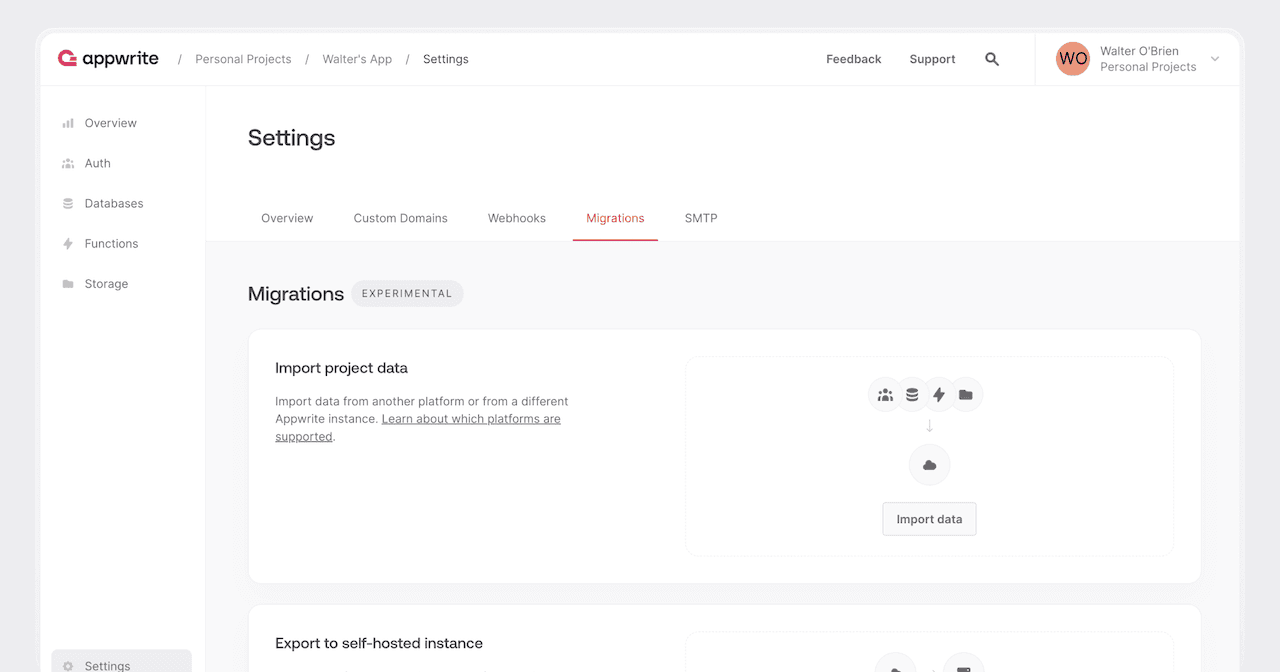 appwrite / Personal Projects / Walter's App / Settings
Feedback Support
WO Walter O'Brien
Personal Projects
Overview
Auth
Databases
Functions
Storage
Settings
Settings
Overview Custom Domains Webhooks Migrations SMTP
Migrations EXPERIMENTAL
Import project data
Import data from another platform or from a different
Appwrite instance. Learn about which platforms are
supported.
Import data
Export to self-hosted instance